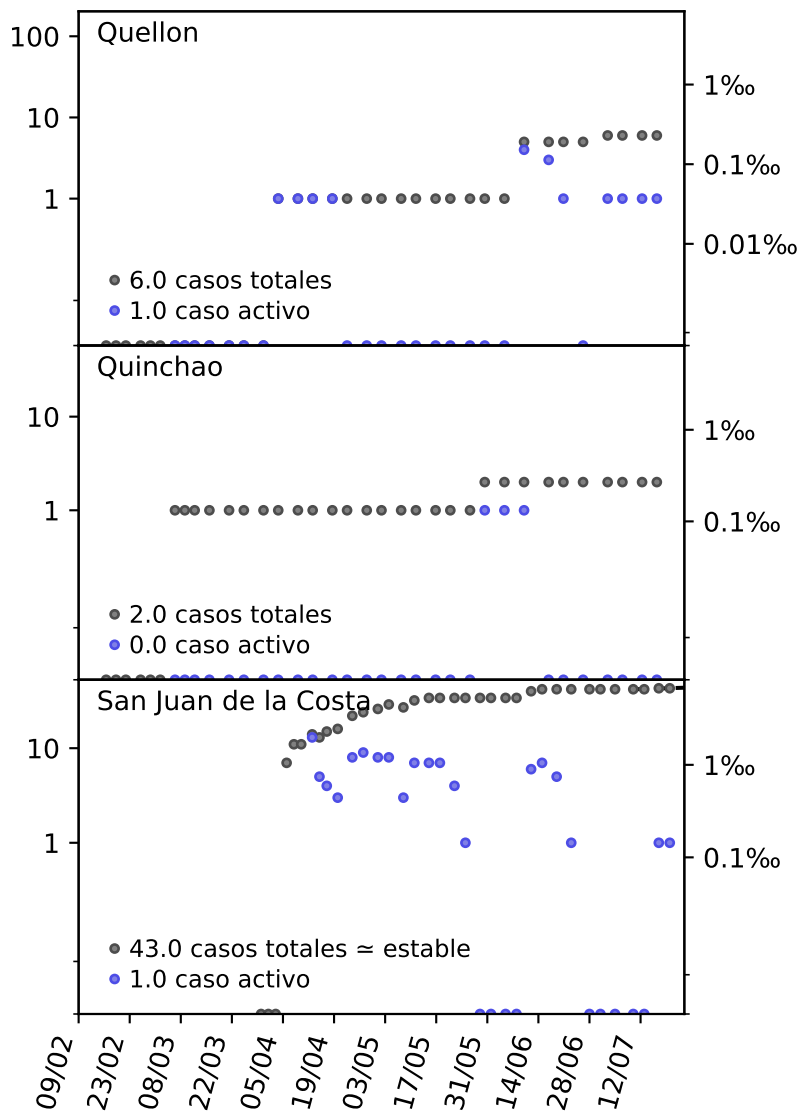 Quellon
100
10
1
1‰
0.1‰
0.01‰
6.0 casos totales
1.0 caso activo
Quinchao
10
1
1‰
0.1‰
2.0 casos totales
0.0 caso activo
San Juan de la Costa
10
1
1‰
0.1‰
43.0 casos totales ≃ estable
1.0 caso activo
09/02
23/02
08/03
22/03
05/04
19/04
03/05
17/05
31/05
14/06
28/06
12/07